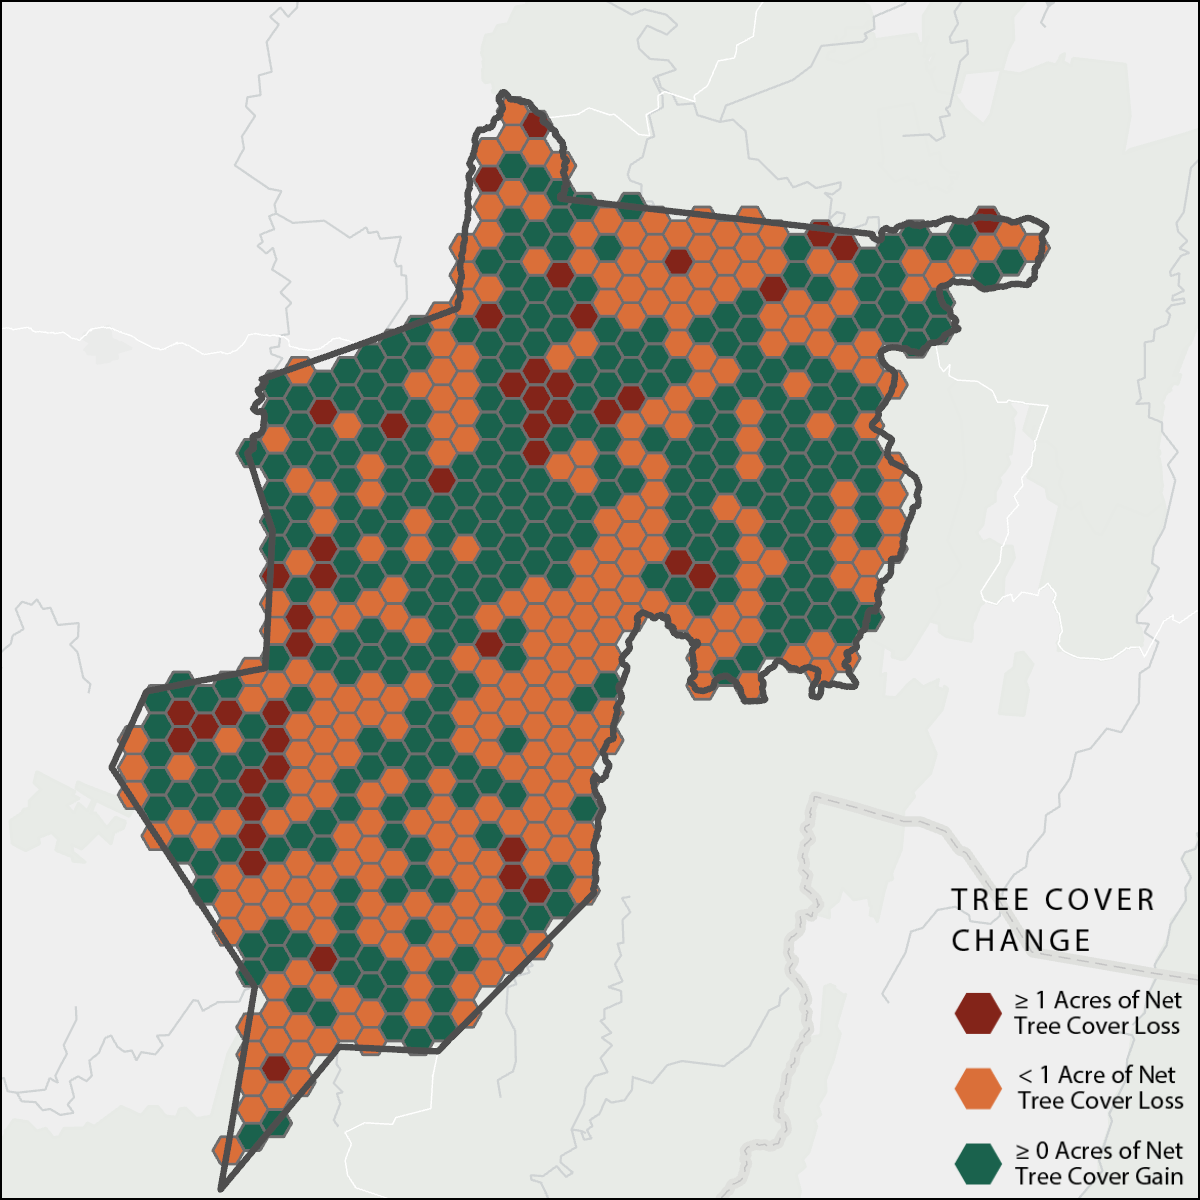 TREE COVER
CHANGE
≥ 1 Acres of Net
Tree Cover Loss
< 1 Acre of Net
Tree Cover Loss
≥ 0 Acres of Net
Tree Cover Gain